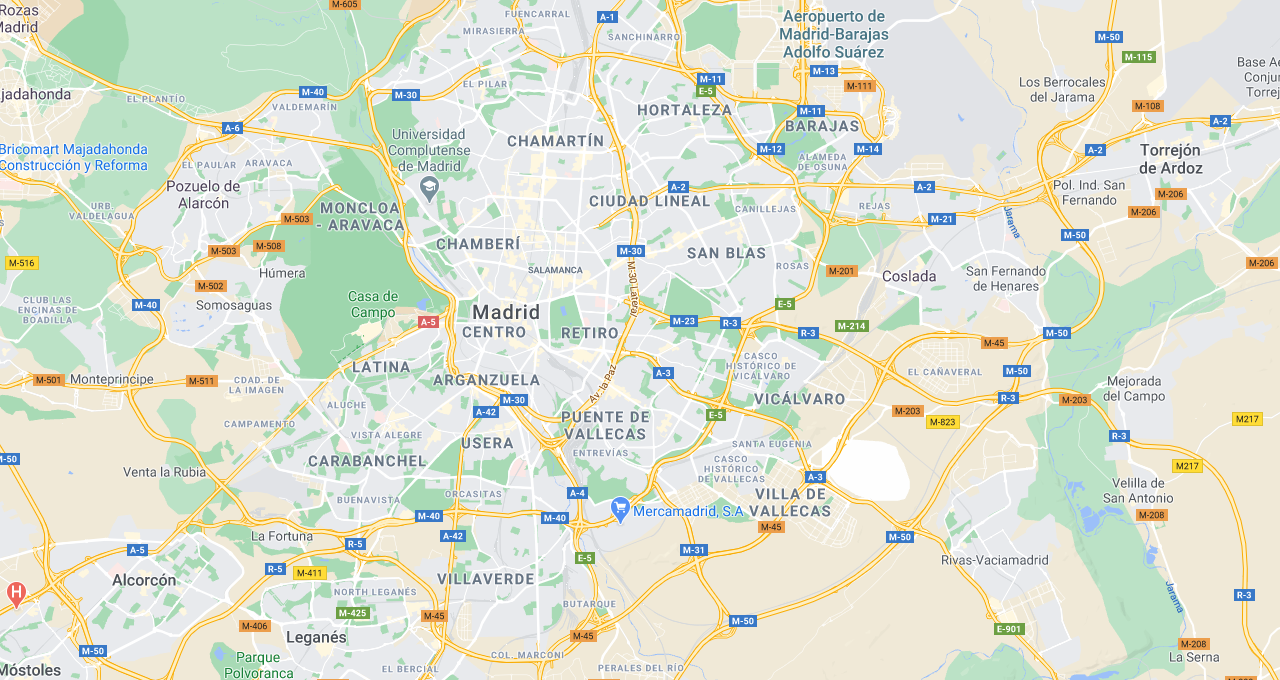 Rozas
Madrid
M-605
FUENCARRAL
A-1
MIRASIERRA
SANCHINARRO
Aeropuerto de
Madrid-Barajas
Adolfo Suárez
M-50
M-115
M-13
M-11
E-5
M-111
EL PILAR
Los Berrocales
del Jarama
Base Ae
Conjun
Torrej
jadahonda
EL PLANTÍO
M-40
VALDEMARÍN
M-30
HORTALEZA
M-11
M-108
A-2
A-6
BARAJAS
Universidad
Complutense
de Madrid
CHAMARTÍN
M-12
M-14
A-2
Torrejón
de Ardoz
Bricomart Majadahonda
Construcción y Reforma
EL PAULAR
ARAVACA
ALAMEDA
DE OSUNA
Pozuelo de
Alarcón
A-2
A-2
Pol. Ind. San
Fernando
M-206
M-206
URB.
VALDELAGUA
MONCLOA
- ARAVACA
CIUDAD LINEAL
CANILLEJAS
REJAS
M-503
M-21
Jarama
M-50
M-503
M-508
CHAMBERÍ
M-30
SAN BLAS
M-516
Húmera
SALAMANCA
M-30 Lateral
ROSAS
M-201
Coslada
San Fernando
de Henares
M-206
M-502
CLUB LAS
ENCINAS DE
BOADILLA
M-40
Somosaguas
Casa de
Campo
E-5
A-5
Madrid
CENTRO
RETIRO
M-23
R-3
R-3
M-214
M-45
M-50
LATINA
CASCO
HISTÓRICO DE
VICÁLVARO
EL CAÑAVERAL
M-50
M-501
Monteprincipe
M-511
CDAD. DE
LA IMAGEN
ARGANZUELA
Av. la Paz
A-3
Mejorada
del Campo
M-30
VICÁLVARO
R-3
M-203
ALUCHE
A-42
E-5
M-203
M-823
M217
CAMPAMENTO
PUENTE DE
VALLECAS
VISTA ALEGRE
USERA
SANTA EUGENIA
R-3
ENTREVÍAS
M-50
Venta la Rubia
CARABANCHEL
CASCO
HISTÓRICO
DE VALLECAS
A-3
M217
BUENAVISTA
ORCASITAS
A-4
VILLA DE
VALLECAS
Velilla de
San Antonio
M-40
M-40
Mercamadrid, S.A
M-45
M-208
La Fortuna
A-42
M-50
A-5
R-5
E-5
M-31
Rivas-Vaciamadrid
R-5
M-411
Alcorcón
VILLAVERDE
H
NORTH LEGANÉS
Jarama
R-3
M-425
BUTARQUE
M-45
M-50
M-406
Leganés
M-45
E-901
M-50
M-208
La Serna
Parque
Polvoranca
EL BERCIAL
COL. MARCONI
PERALES DEL RÍO
Móstoles